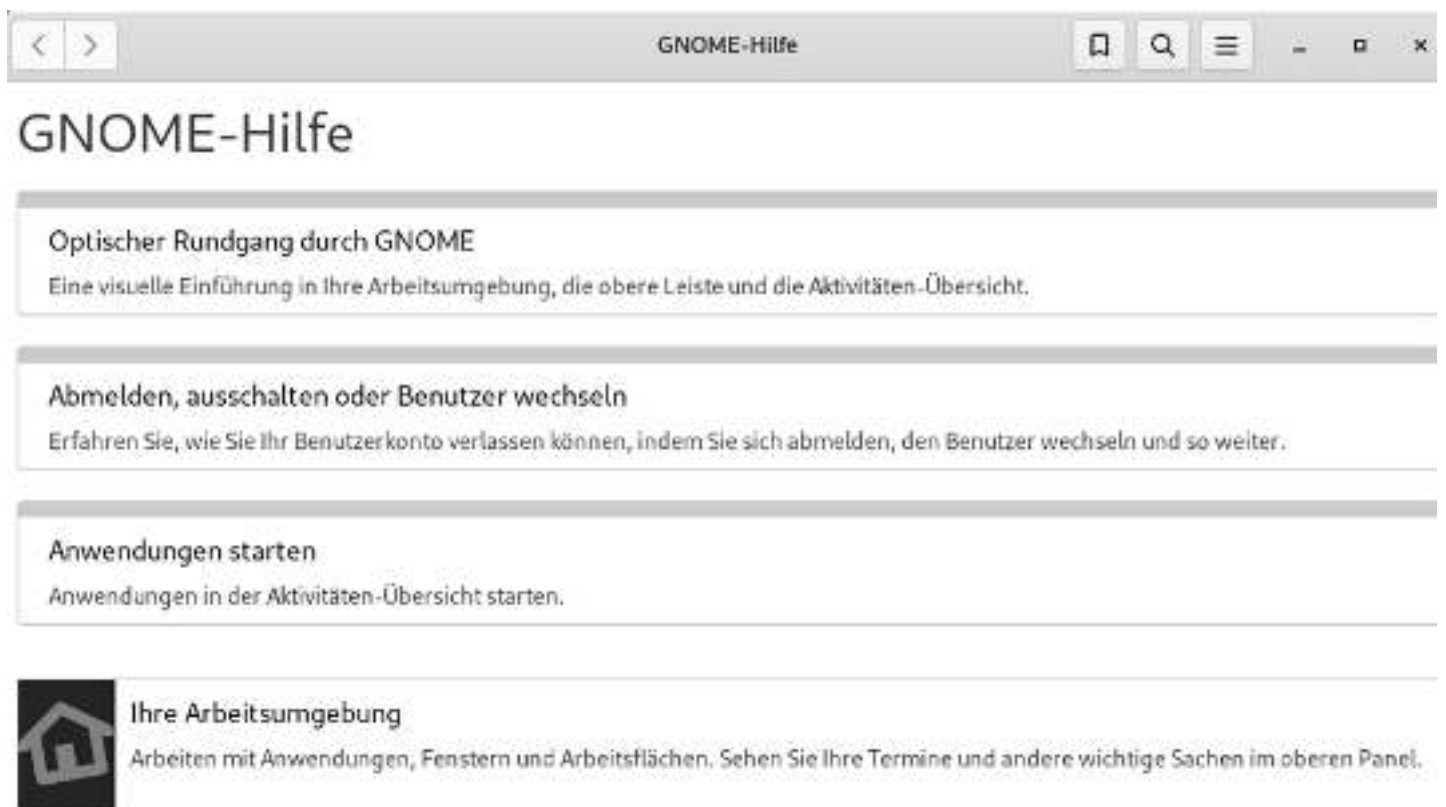 GNOME-Hilfe
GNOME-Hilfe
Optischer Rundgang durch GNOME
Eine visuelle Einführung in Ihre Arbeitsumgebung, die obere Leiste und die Aktivitäten-Übersicht.
Abmelden, ausschalten oder Benutzer wechseln
Erfahren Sie, wie Sie Ihr Benutzerkonto verlassen können, indem Sie sich abmelden, den Benutzer wechseln und so weiter.
Anwendungen starten
Anwendungen in der Aktivitäten-Übersicht starten.
Ihre Arbeitsumgebung
Arbeiten mit Anwendungen, Fenstern und Arbeitsflächen. Sehen Sie Ihre Termine und andere wichtige Sachen im oberen Panel.